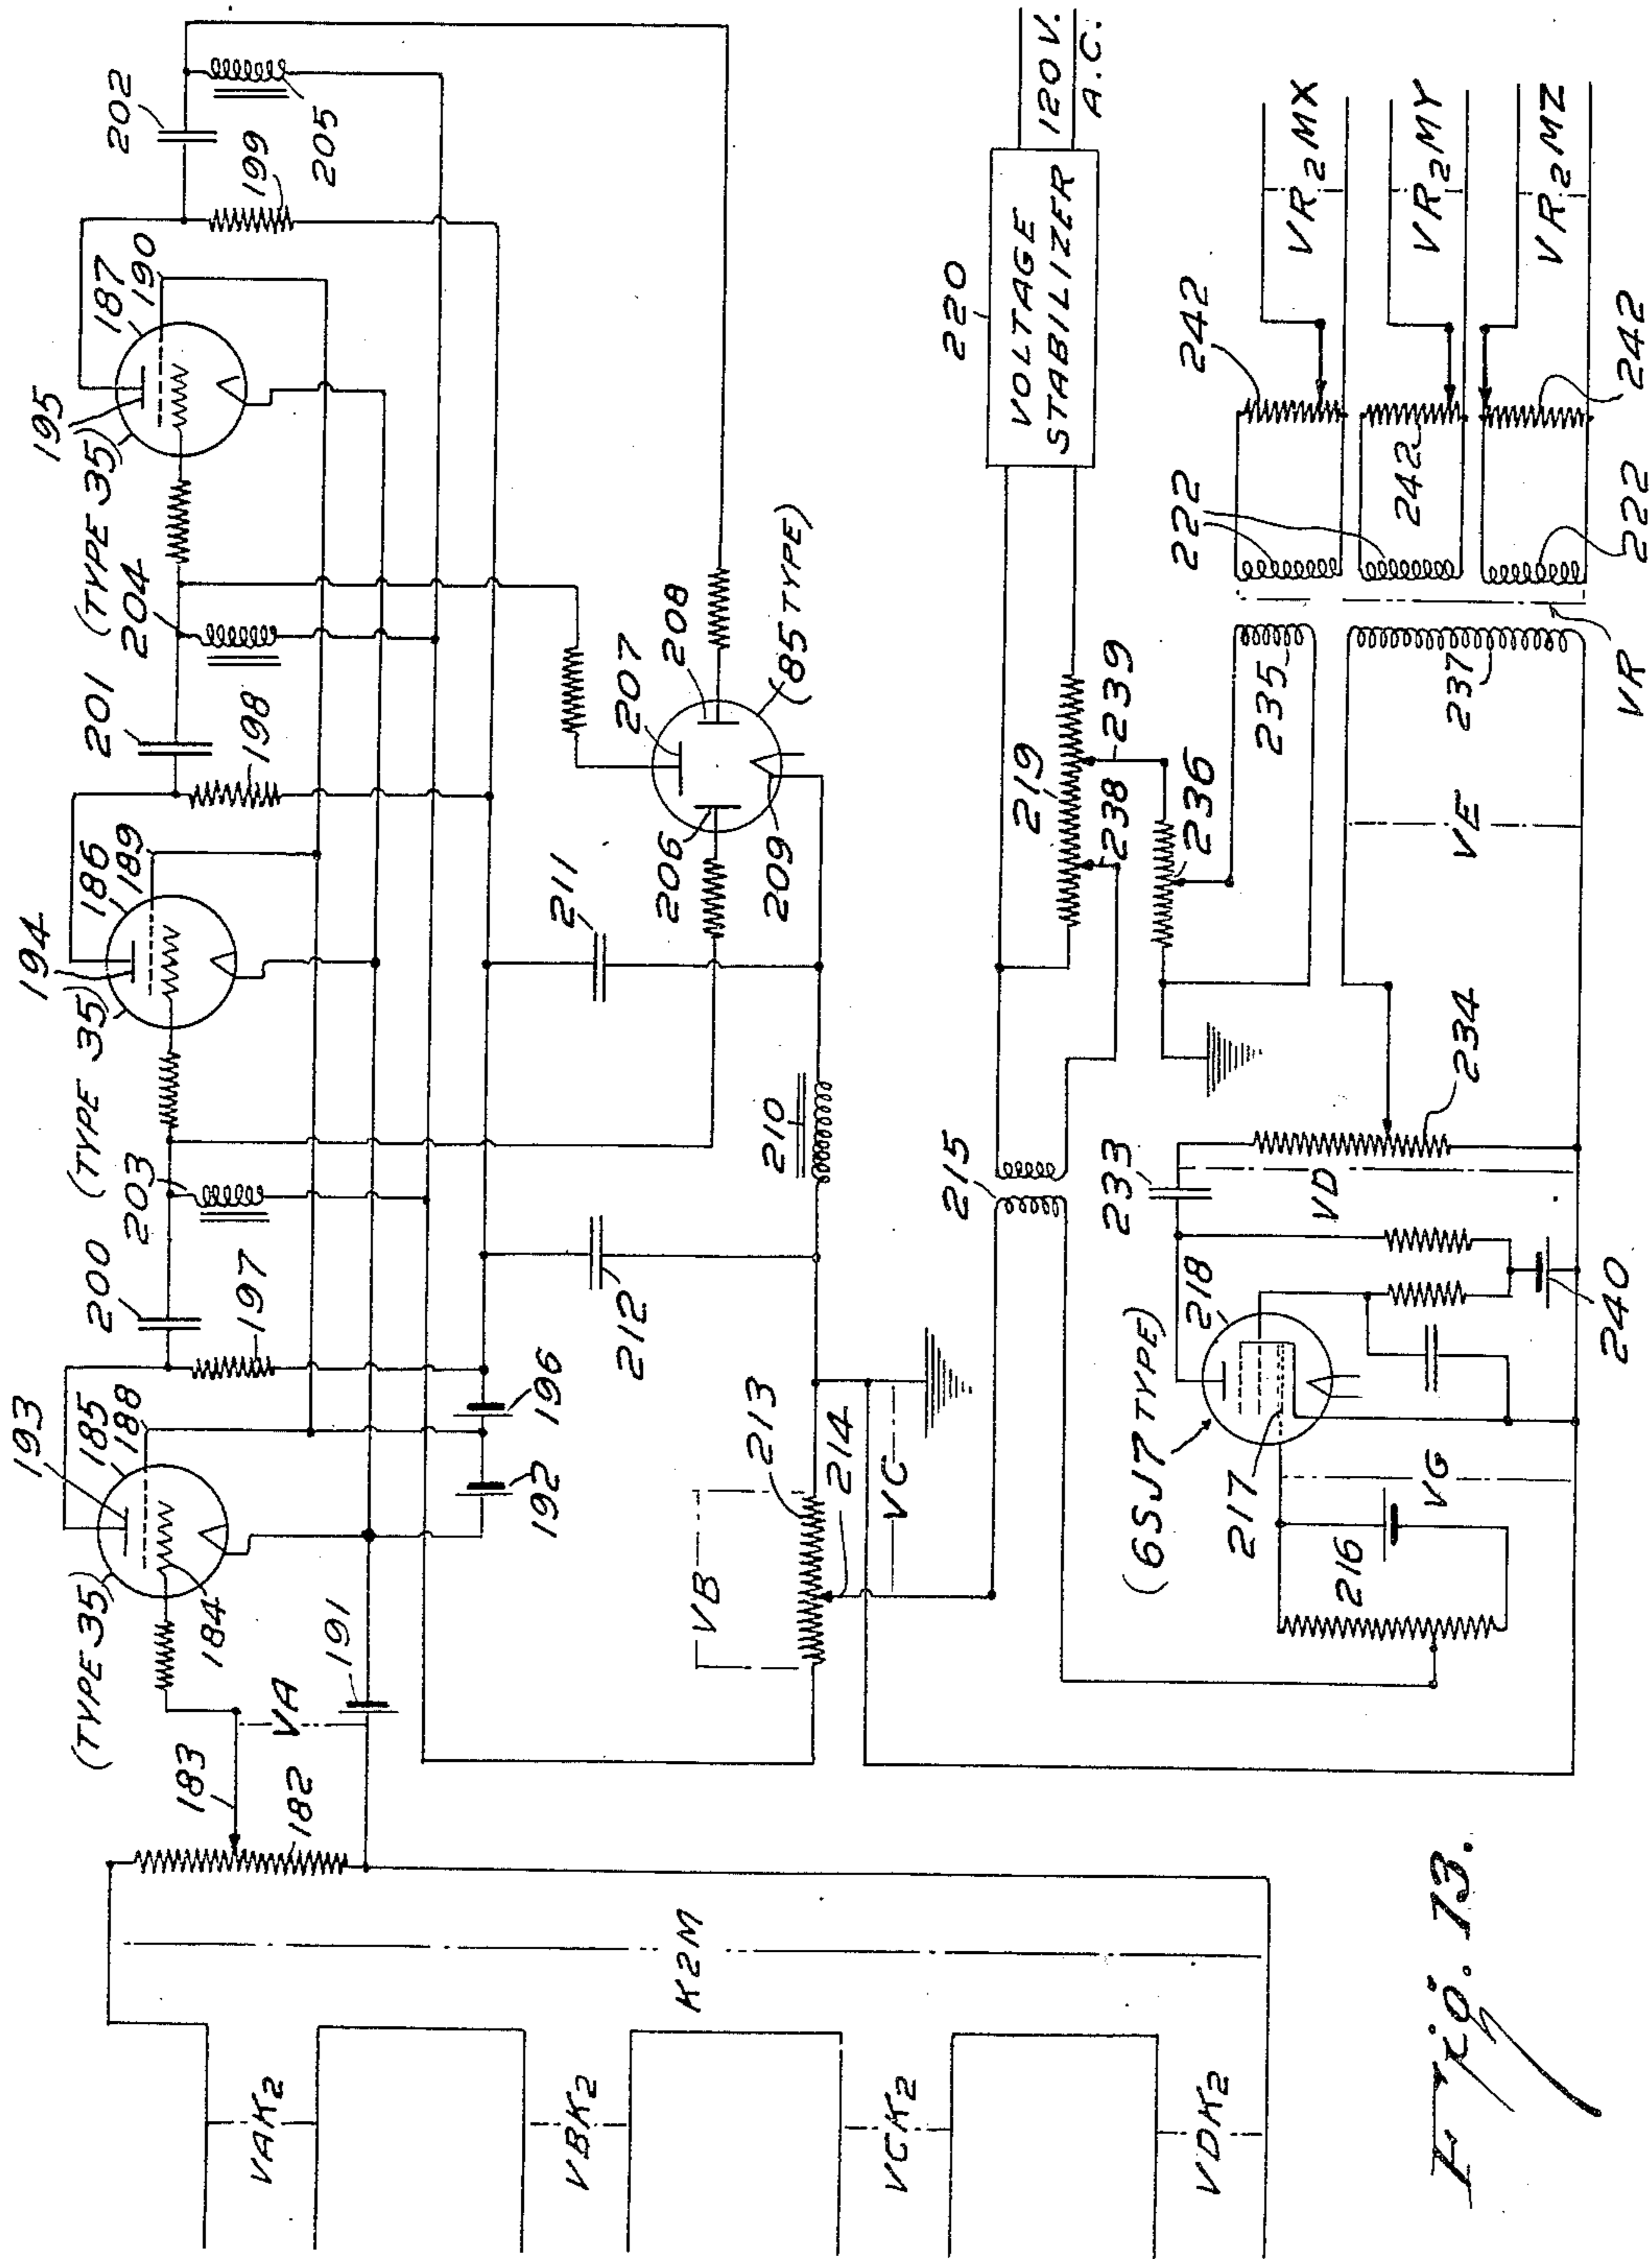 193
(TYPE 35)
185
188
184
183
VA
182
191
192
196
200
197
203
194
(TYPE 35)
186
189
201
198
204
195
(TYPE 35)
187
190
202
199
205
211
212
210
206
207
208
209
(85 TYPE)
VB
213
214
VC
215
220
VOLTAGE
STABILIZER
120 V.
A.C.
219
238
239
236
(6SJ7 TYPE)
218
217
216
VG
240
233
VD
234
235
237
VE
VR
222
222
242
242
242
VR2MX
VR2MY
VR2MZ
K2M
VAK2
VBK2
VCK2
VDK2
Fig. 13.